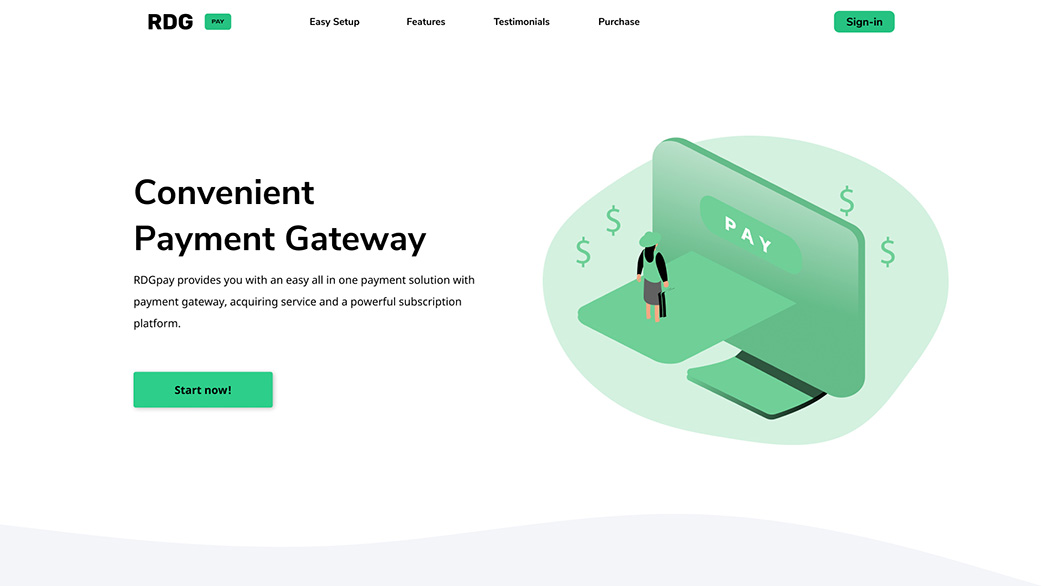 RDG PAY Easy Setup Features Testimonials Purchase Sign-in
Convenient
Payment Gateway
RDGpay provides you with an easy all in one payment solution with
payment gateway, acquiring service and a powerful subscription
platform.
Start now!
$ $ $ $
PAY